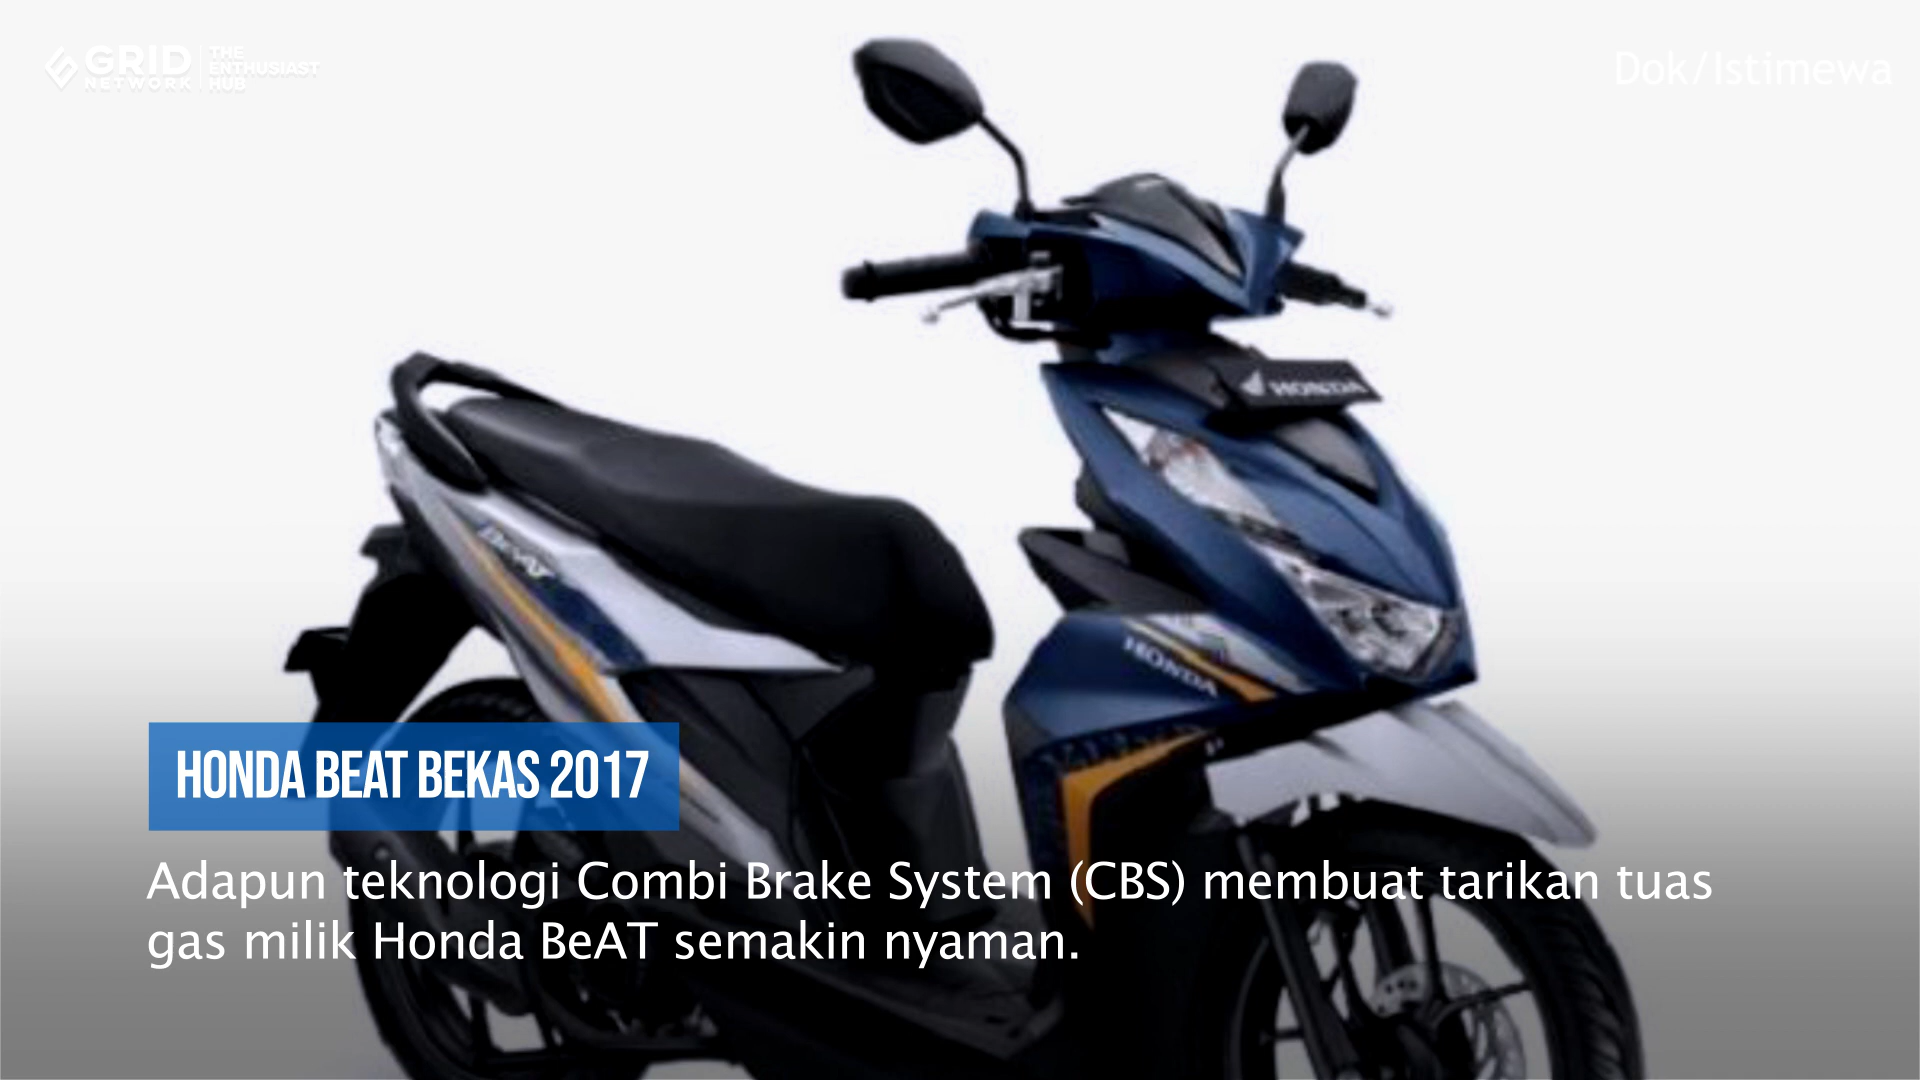 GRID
NETWORK
THE
ENTHUSIAST
HUB
Dok/Istimewa
HONDA
BeAT
HONDA
HONDA BEAT BEKAS 2017
Adapun teknologi Combi Brake System (CBS) membuat tarikan tuas
gas milik Honda BeAT semakin nyaman.